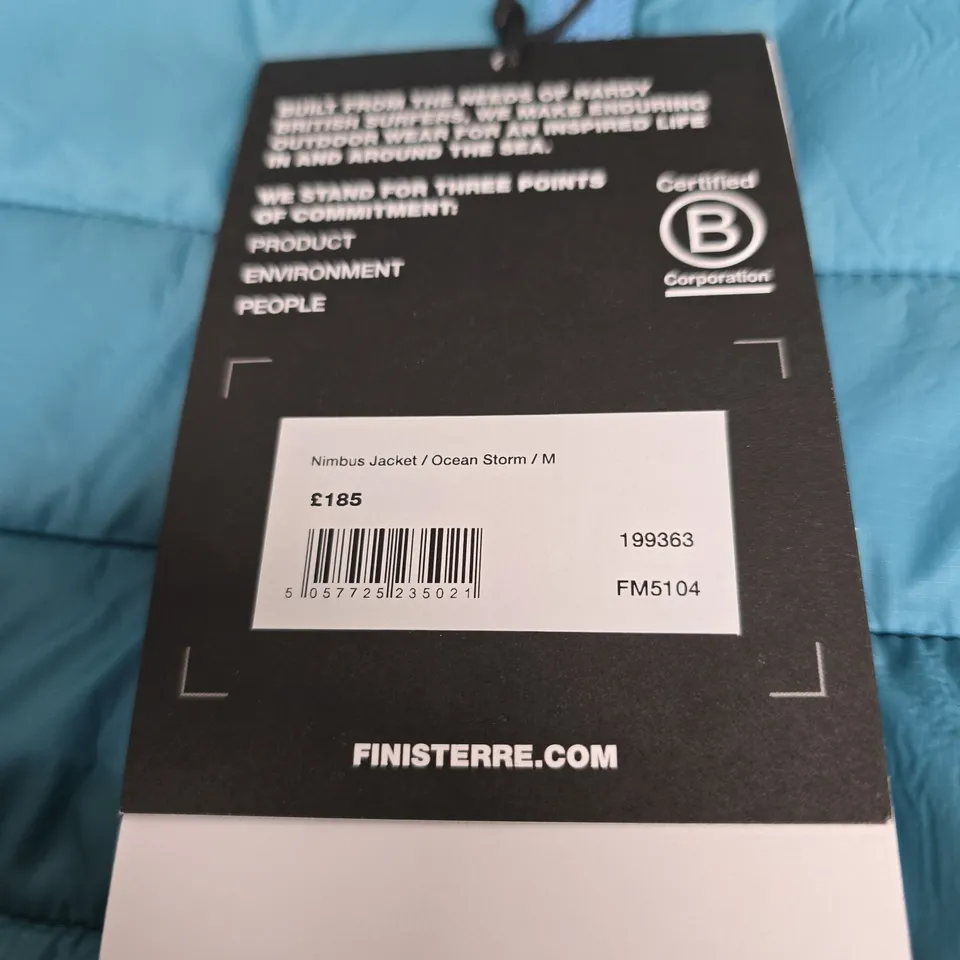 BUILT FROM THE NEEDS OF HARDY
BRITISH SURFERS, WE MAKE ENDURING
OUTDOOR WEAR FOR AN INSPIRED LIFE
IN AND AROUND THE SEA.
WE STAND FOR THREE POINTS
OF COMMITMENT:
PRODUCT
ENVIRONMENT
PEOPLE
Certified
B
Corporation
Nimbus Jacket / Ocean Storm / M
£185
5 057725 235021
199363
FM5104
FINISTERRE.COM